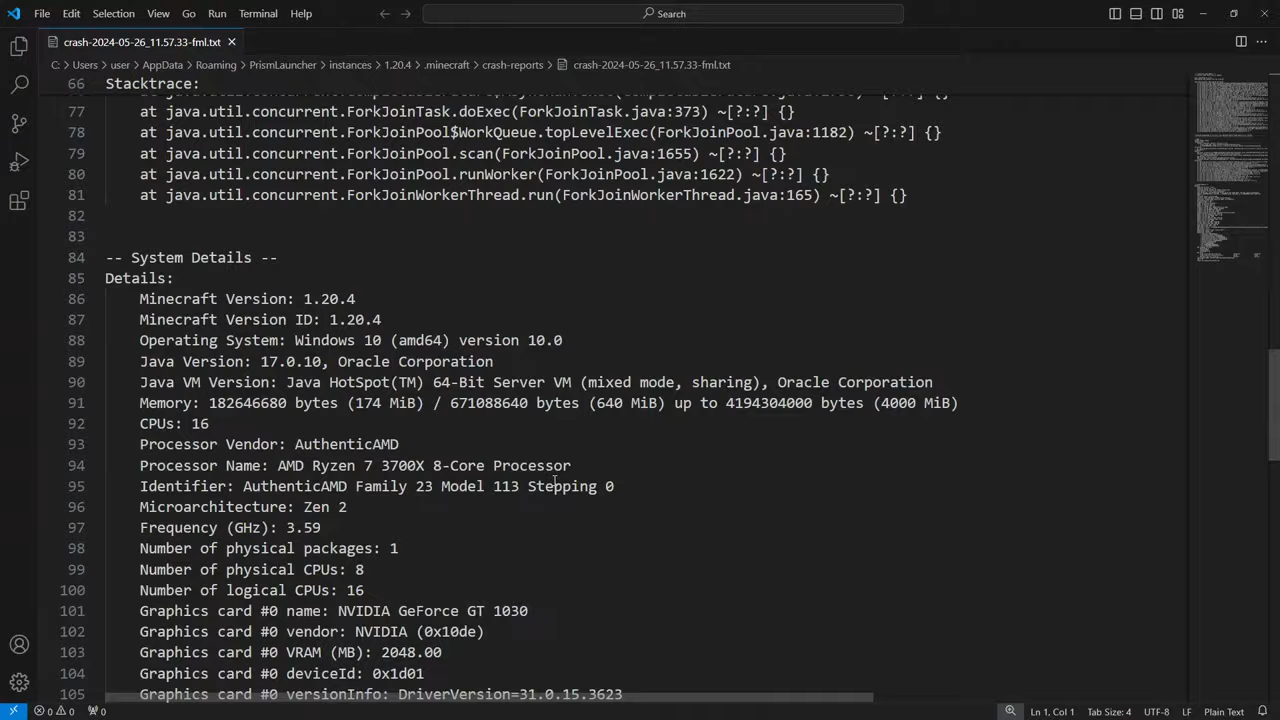 File Edit Selection View Go Run Terminal Help
Search
crash-2024-05-26_11.57.33-fml.txt
C: > Users > user > AppData > Roaming > PrismLauncher > instances > 1.20.4 > .minecraft > crash-reports > crash-2024-05-26_11.57.33-fml.txt
66 Stacktrace:
77 at java.util.concurrent.ForkJoinTask.doExec(ForkJoinTask.java:373) ~[?:?] {}
78 at java.util.concurrent.ForkJoinPool$WorkQueue.topLevelExec(ForkJoinPool.java:1182) ~[?:?] {}
79 at java.util.concurrent.ForkJoinPool.scan(ForkJoinPool.java:1655) ~[?:?] {}
80 at java.util.concurrent.ForkJoinPool.runWorker(ForkJoinPool.java:1622) ~[?:?] {}
81 at java.util.concurrent.ForkJoinWorkerThread.run(ForkJoinWorkerThread.java:165) ~[?:?] {}
82
83
84 -- System Details --
85 Details:
86 Minecraft Version: 1.20.4
87 Minecraft Version ID: 1.20.4
88 Operating System: Windows 10 (amd64) version 10.0
89 Java Version: 17.0.10, Oracle Corporation
90 Java VM Version: Java HotSpot(TM) 64-Bit Server VM (mixed mode, sharing), Oracle Corporation
91 Memory: 182646680 bytes (174 MiB) / 671088640 bytes (640 MiB) up to 4194304000 bytes (4000 MiB)
92 CPUs: 16
93 Processor Vendor: AuthenticAMD
94 Processor Name: AMD Ryzen 7 3700X 8-Core Processor
95 Identifier: AuthenticAMD Family 23 Model 113 Stepping 0
96 Microarchitecture: Zen 2
97 Frequency (GHz): 3.59
98 Number of physical packages: 1
99 Number of physical CPUs: 8
100 Number of logical CPUs: 16
101 Graphics card #0 name: NVIDIA GeForce GT 1030
102 Graphics card #0 vendor: NVIDIA (0x10de)
103 Graphics card #0 VRAM (MB): 2048.00
104 Graphics card #0 deviceId: 0x1d01
105 Graphics card #0 versionInfo: DriverVersion=31.0.15.3623
0 0 0 Ln 1, Col 1 Tab Size: 4 UTF-8 LF Plain Text